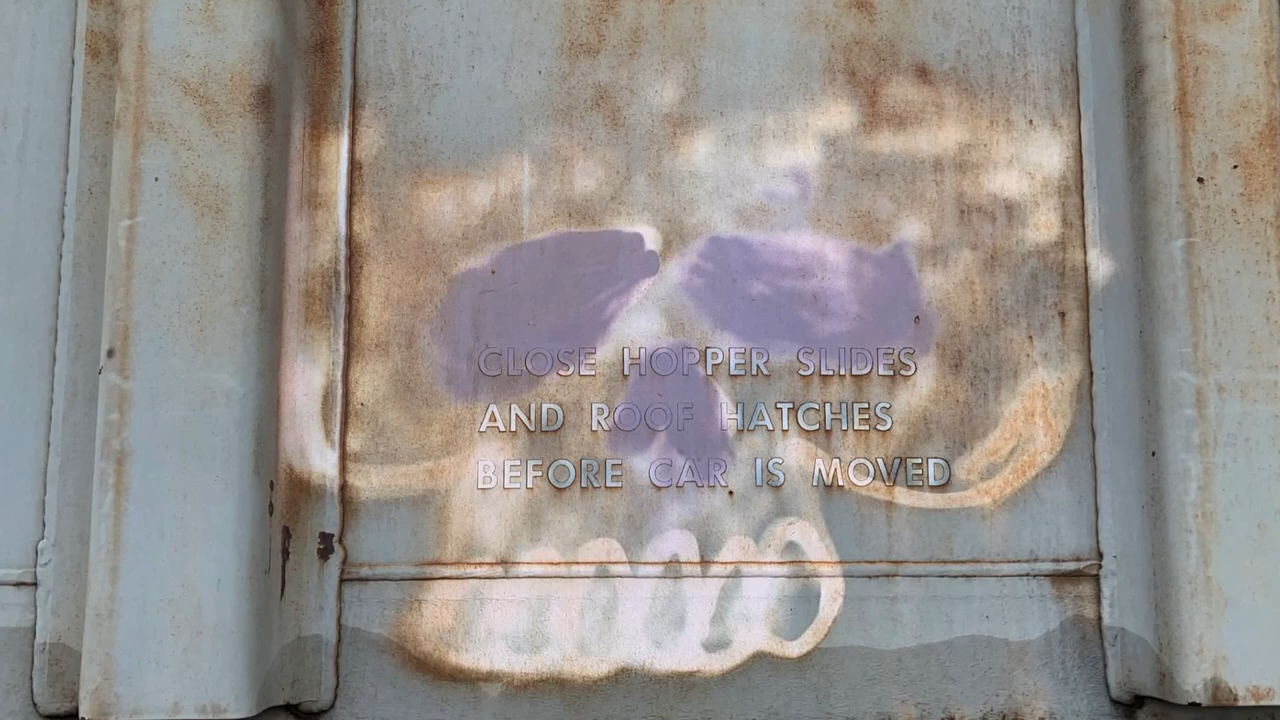 CLOSE HOPPER SLIDES
AND ROOF HATCHES
BEFORE CAR IS MOVED